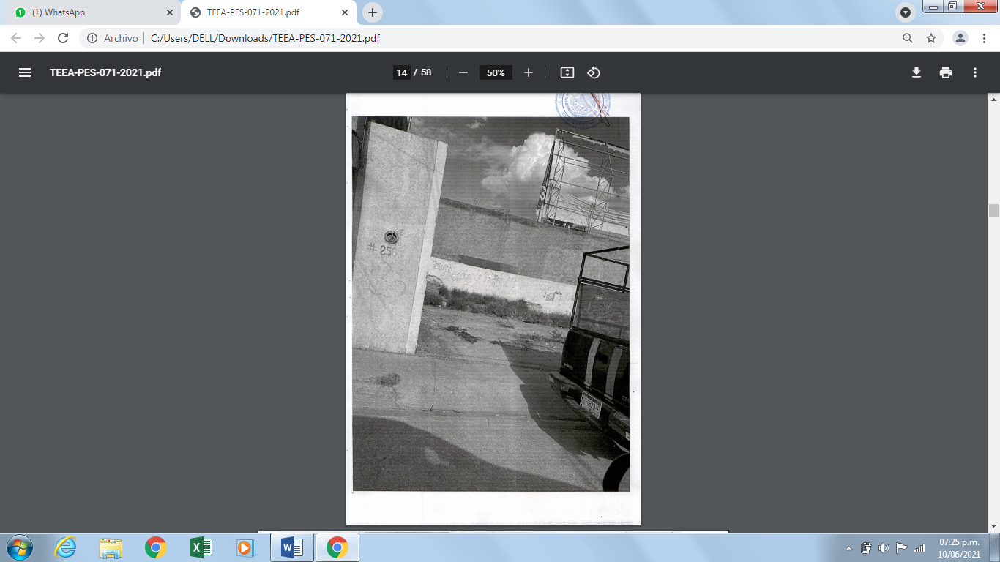 (1) WhatsApp
TEEA-PES-071-2021.pdf
Archivo
C:/Users/DELL/Downloads/TEEA-PES-071-2021.pdf
TEEA-PES-071-2021.pdf
14 / 58
50%
# 258
07:25 p.m.
10/06/2021